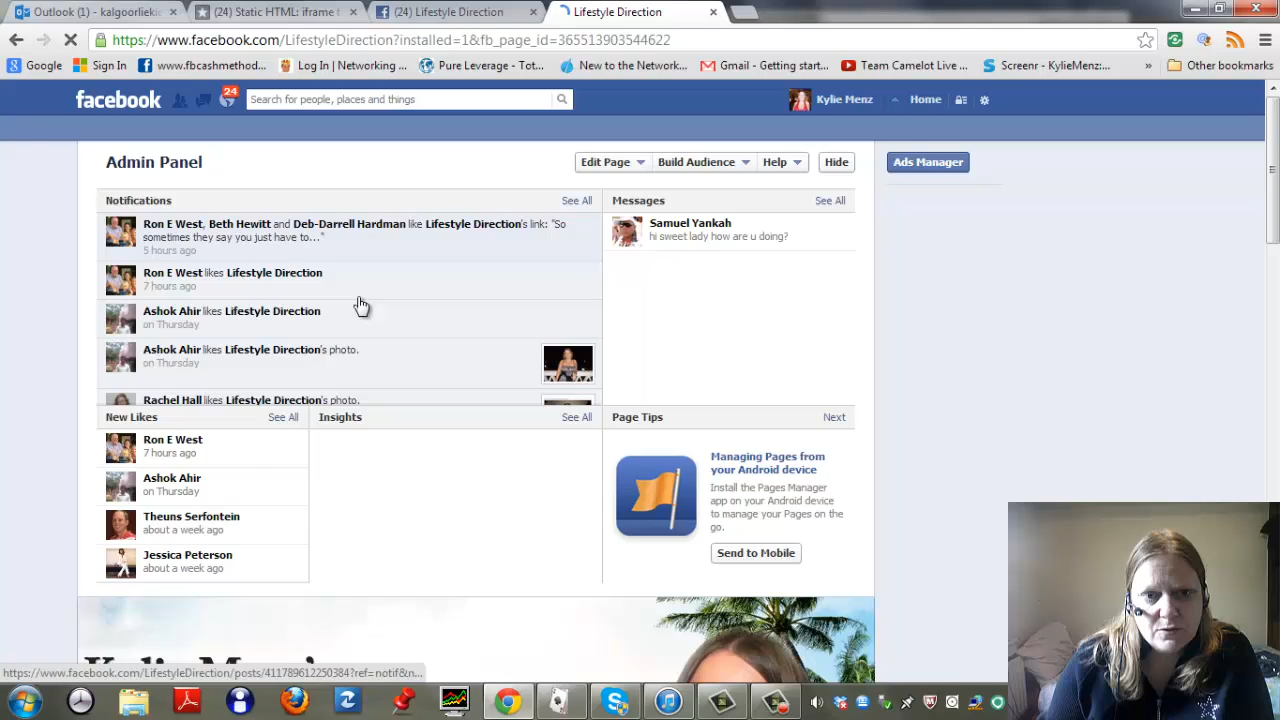 Outlook (1) - kalgoorliekic
(24) Static HTML: iframe t
(24) Lifestyle Direction
Lifestyle Direction
https://www.facebook.com/LifestyleDirection?installed=1&fb_page_id=365513903544622
Google
Sign In
www.fbcashmethod...
Log In | Networking ...
Pure Leverage - Tot...
New to the Network...
Gmail - Getting start...
Team Camelot Live ...
Screenr - KylieMenz:...
»
Other bookmarks
facebook
24
Search for people, places and things
Kylie Menz
Home
Admin Panel
Edit Page
Build Audience
Help
Hide
Ads Manager
Notifications
See All
Messages
See All
Ron E West, Beth Hewitt and Deb-Darrell Hardman like Lifestyle Direction's link: "So
sometimes they say you just have to..."
5 hours ago
Samuel Yankah
hi sweet lady how are u doing?
Ron E West likes Lifestyle Direction
7 hours ago
Ashok Ahir likes Lifestyle Direction
on Thursday
Ashok Ahir likes Lifestyle Direction's photo.
on Thursday
Rachel Hall likes Lifestyle Direction's photo.
New Likes
See All
Insights
See All
Page Tips
Next
Ron E West
7 hours ago
Ashok Ahir
on Thursday
Theuns Serfontein
about a week ago
Jessica Peterson
about a week ago
Managing Pages from
your Android device
Install the Pages Manager
app on your Android device
to manage your Pages on the
go.
Send to Mobile
https://www.facebook.com/LifestyleDirection/posts/411789612250384?ref=notif&n...